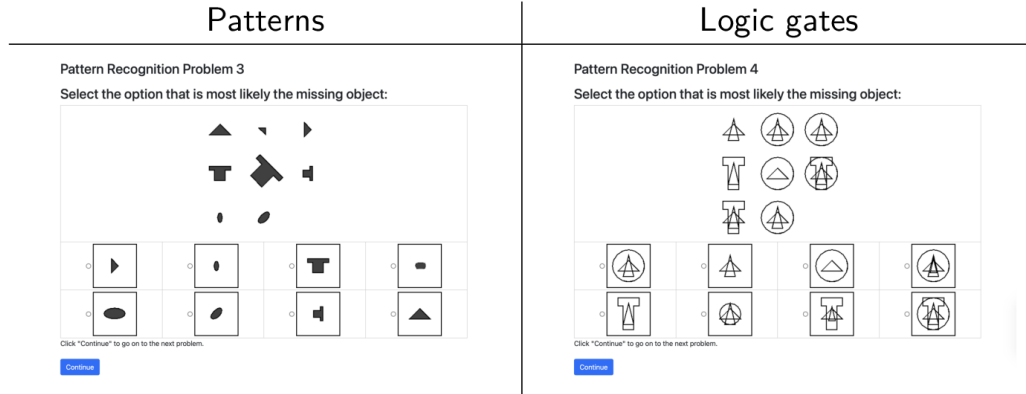 Patterns
Logic gates
Pattern Recognition Problem 3
Select the option that is most likely the missing object:
Click "Continue" to go on to the next problem.
Continue
Pattern Recognition Problem 4
Select the option that is most likely the missing object:
Click "Continue" to go on to the next problem.
Continue